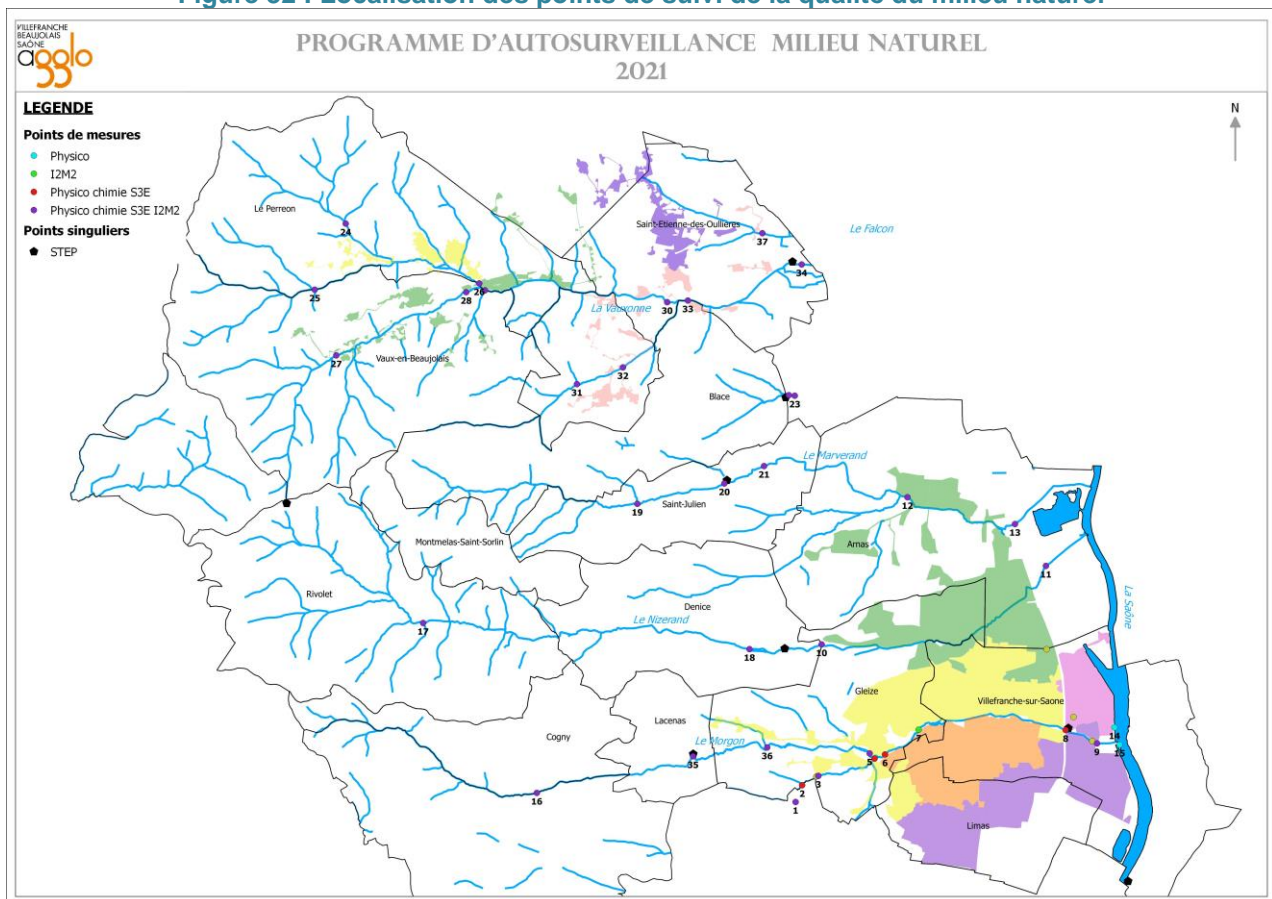 Figure 32 : Localisation des points de suivi de la qualité du milieu naturel
VILLEFRANCHE
BEAUJOLAIS
SAÔNE
agglo
PROGRAMME D'AUTOSURVEILLANCE MILIEU NATUREL
2021
LEGENDE
Points de mesures
Physico
I2M2
Physico chimie S3E
Physico chimie S3E I2M2
Points singuliers
STEP
N
Le Perreon
24
Saint-Etienne-des-Oullieres
37
Le Falcon
34
25
26
28
La Vauxonne
30
33
27
Vaux-en-Beaujolais
32
31
Blace
23
Le Marverand
21
20
19
Saint-Julien
12
13
Montmelas-Saint-Sorlin
Arnas
11
Rivolet
Denice
La Saône
17
Le Nizerand
18
10
Gleize
Villefranche-sur-Saone
Lacenas
Cogny
Le Morgon
7
8
14
9
15
35
36
5
6
3
2
16
1
Limas